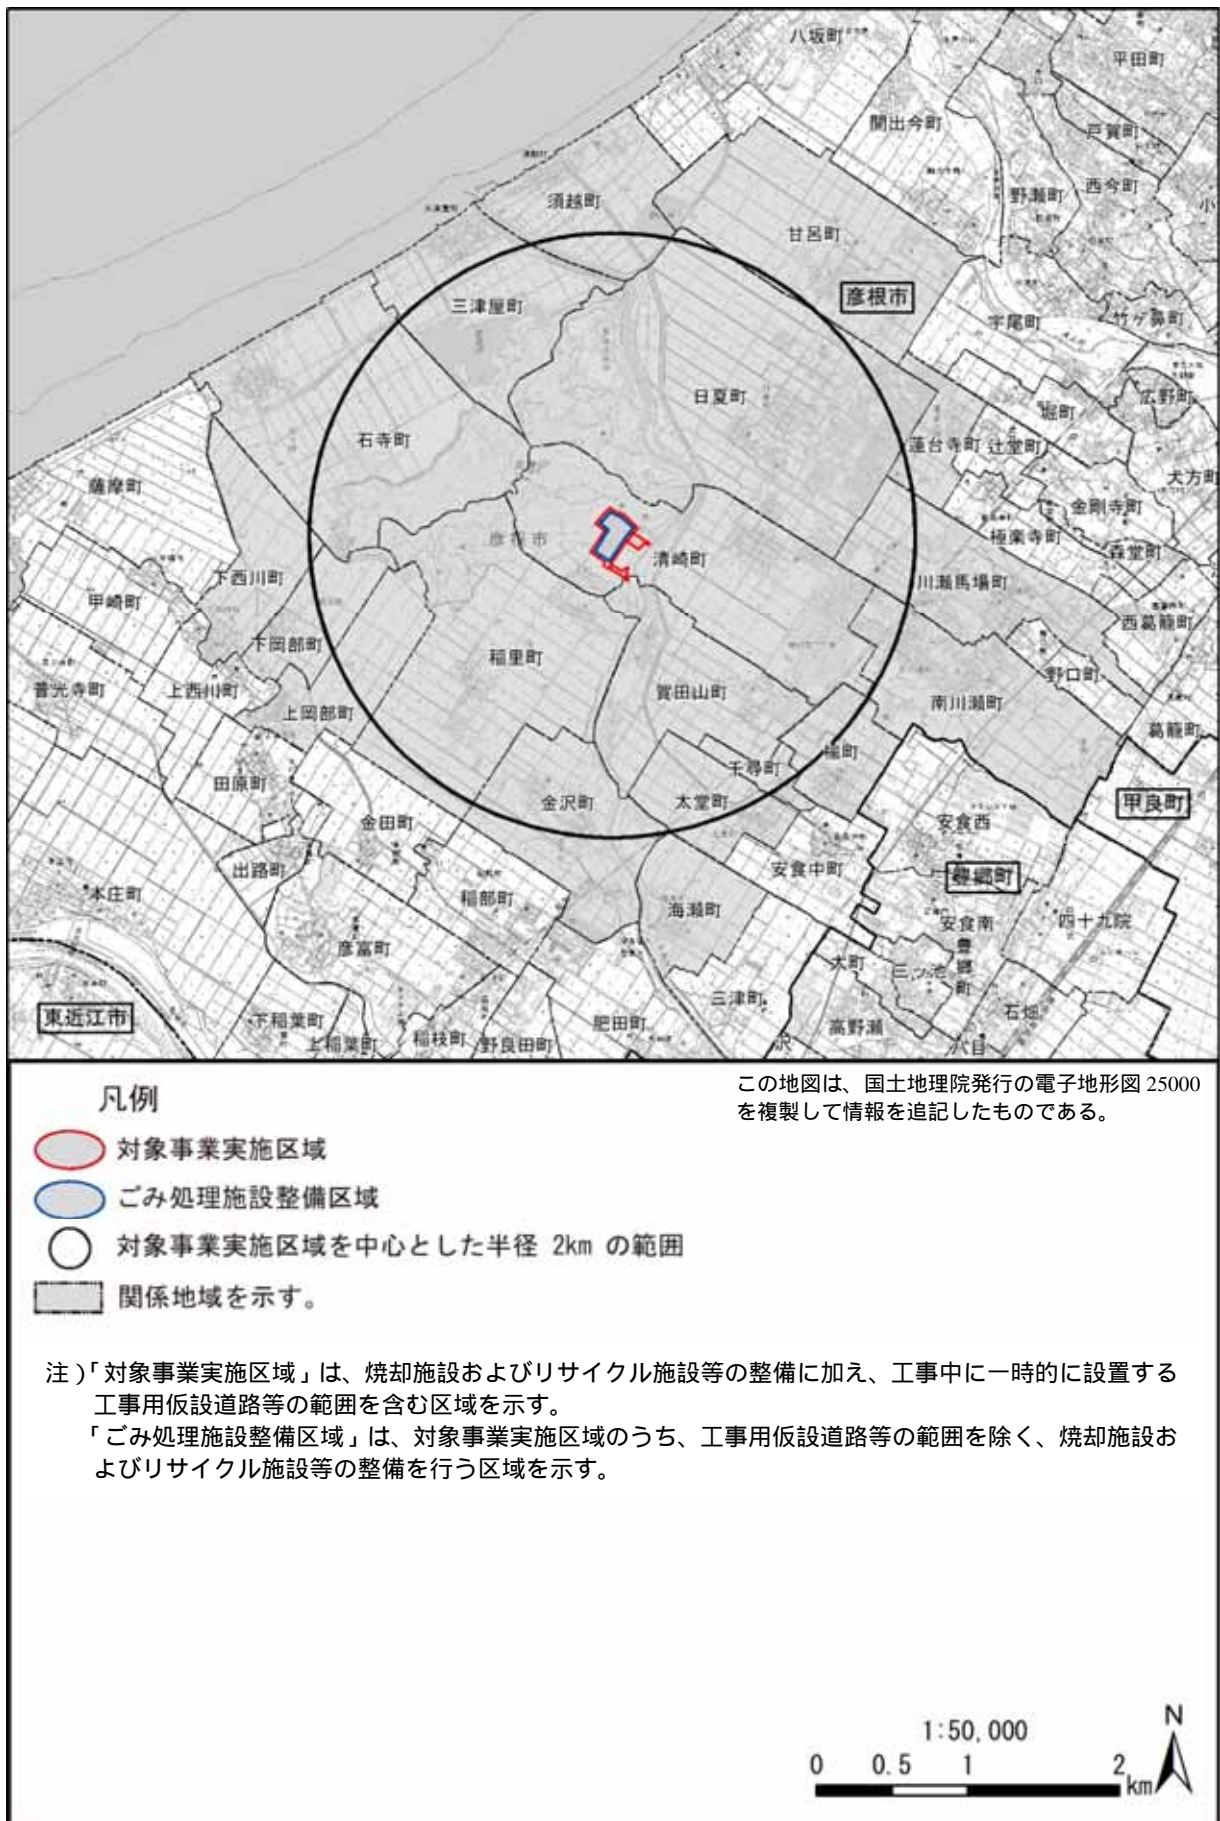 八坂町
平田町
開出今町
戸賀町
西今町
野瀬町
小
須越町
甘呂町
彦根市
三津屋町
宇尾町
竹ケ鼻町
日夏町
広野町
堀町
石寺町
蓮台寺町
辻堂町
犬方町
薩摩町
金剛寺町
極楽寺町
彦根市
清崎町
森堂町
下西川町
川瀬馬場町
甲崎町
西葛籠町
下岡部町
稲里町
野口町
普光寺町
上西川町
賀田山町
南川瀬町
上岡部町
葛籠町
田原町
千尋町
極町
金沢町
太堂町
甲良町
金田町
安食西
出路町
安食中町
豊郷町
本庄町
稲部町
海瀬町
四十九院
安食南
彦富町
豊郷町
大町
三ツ池
東近江市
下稲葉町
三津町
石畑
上稲葉町
稲枝町
野良田町
肥田町
沢
高野瀬
八目
凡例
この地図は、国土地理院発行の電子地形図 25000
を複製して情報を追記したものである。
対象事業実施区域
ごみ処理施設整備区域
対象事業実施区域を中心とした半径 2km の範囲
関係地域を示す。
注)「対象事業実施区域」は、焼却施設およびリサイクル施設等の整備に加え、工事中に一時的に設置する
工事用仮設道路等の範囲を含む区域を示す。
「ごみ処理施設整備区域」は、対象事業実施区域のうち、工事用仮設道路等の範囲を除く、焼却施設お
よびリサイクル施設等の整備を行う区域を示す。
N
1:50,000
0 0.5 1 2
km